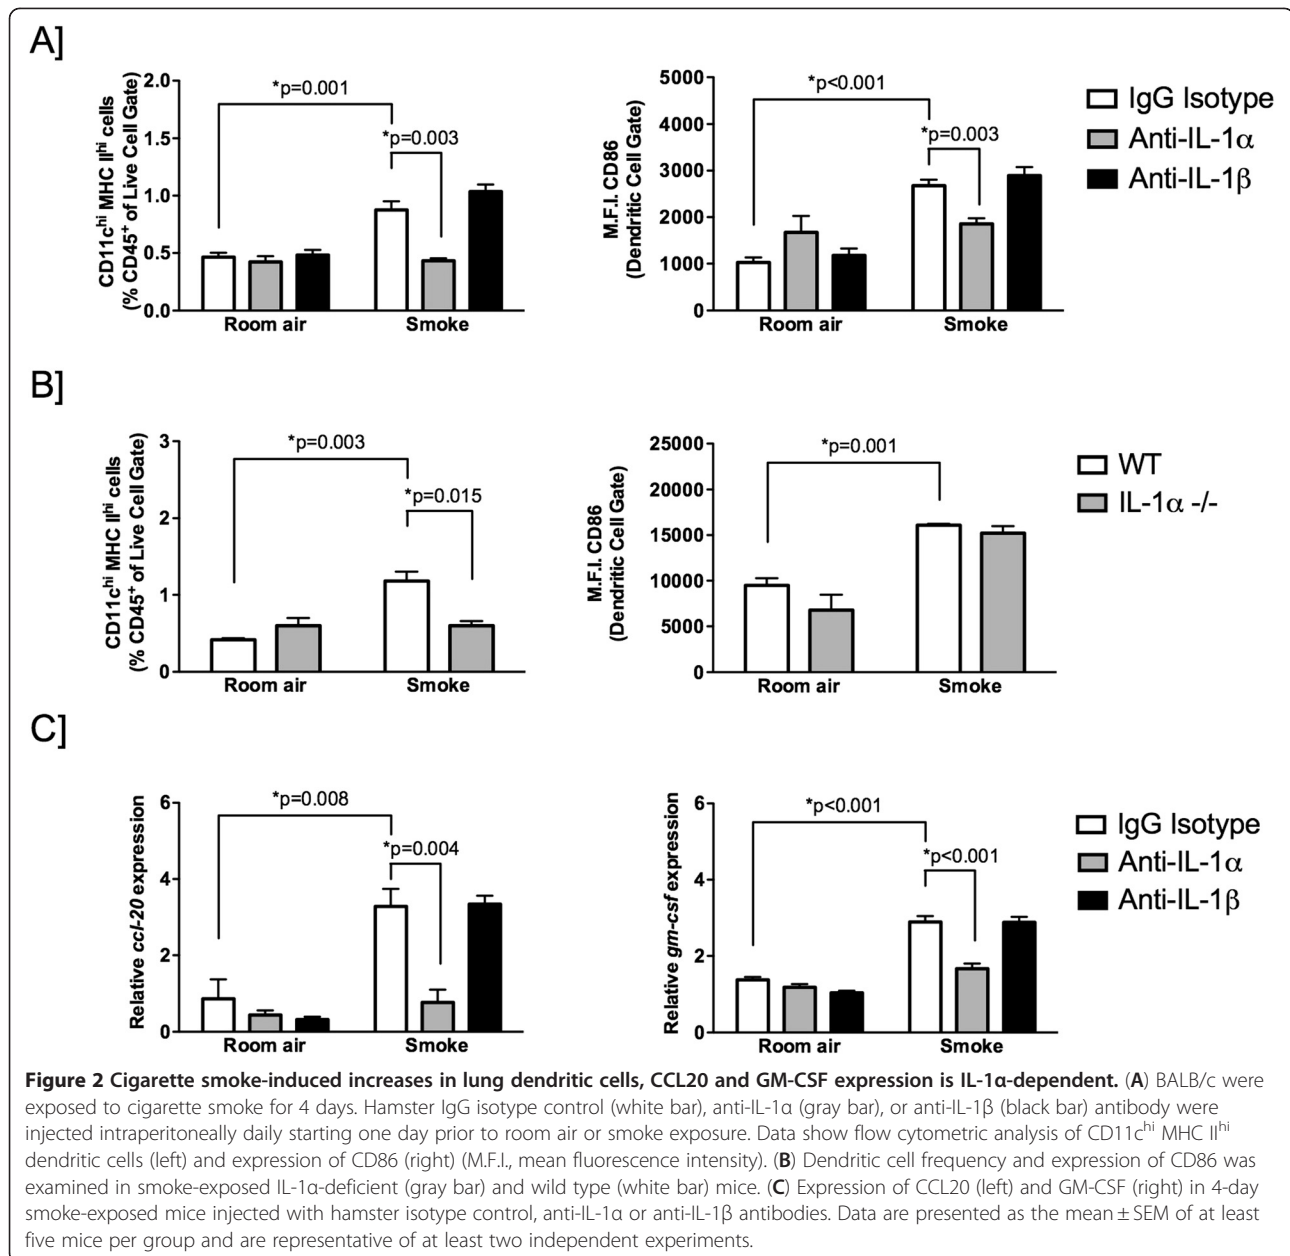 A]
CD11c^hi MHC II^hi cells
(% CD45^+ of Live Cell Gate)
2.0
1.5
1.0
0.5
0.0
*p=0.001
*p=0.003
Room air
Smoke
M.F.I. CD86
(Dendritic Cell Gate)
5000
4000
3000
2000
1000
0
*p<0.001
*p=0.003
Room air
Smoke
IgG Isotype
Anti-IL-1α
Anti-IL-1β
B]
CD11c^hi MHC II^hi cells
(% CD45^+ of Live Cell Gate)
3
2
1
0
*p=0.003
*p=0.015
Room air
Smoke
M.F.I. CD86
(Dendritic Cell Gate)
25000
20000
15000
10000
5000
0
*p=0.001
Room air
Smoke
WT
IL-1α -/-
C]
Relative ccl-20 expression
6
4
2
0
*p=0.008
*p=0.004
Room air
Smoke
Relative gm-csf expression
6
4
2
0
*p<0.001
*p<0.001
Room air
Smoke
IgG Isotype
Anti-IL-1α
Anti-IL-1β
Figure 2 Cigarette smoke-induced increases in lung dendritic cells, CCL20 and GM-CSF expression is IL-1α-dependent. (A) BALB/c were
exposed to cigarette smoke for 4 days. Hamster IgG isotype control (white bar), anti-IL-1α (gray bar), or anti-IL-1β (black bar) antibody were
injected intraperitoneally daily starting one day prior to room air or smoke exposure. Data show flow cytometric analysis of CD11c^hi MHC II^hi
dendritic cells (left) and expression of CD86 (right) (M.F.I., mean fluorescence intensity). (B) Dendritic cell frequency and expression of CD86 was
examined in smoke-exposed IL-1α-deficient (gray bar) and wild type (white bar) mice. (C) Expression of CCL20 (left) and GM-CSF (right) in 4-day
smoke-exposed mice injected with hamster isotype control, anti-IL-1α or anti-IL-1β antibodies. Data are presented as the mean ± SEM of at least
five mice per group and are representative of at least two independent experiments.